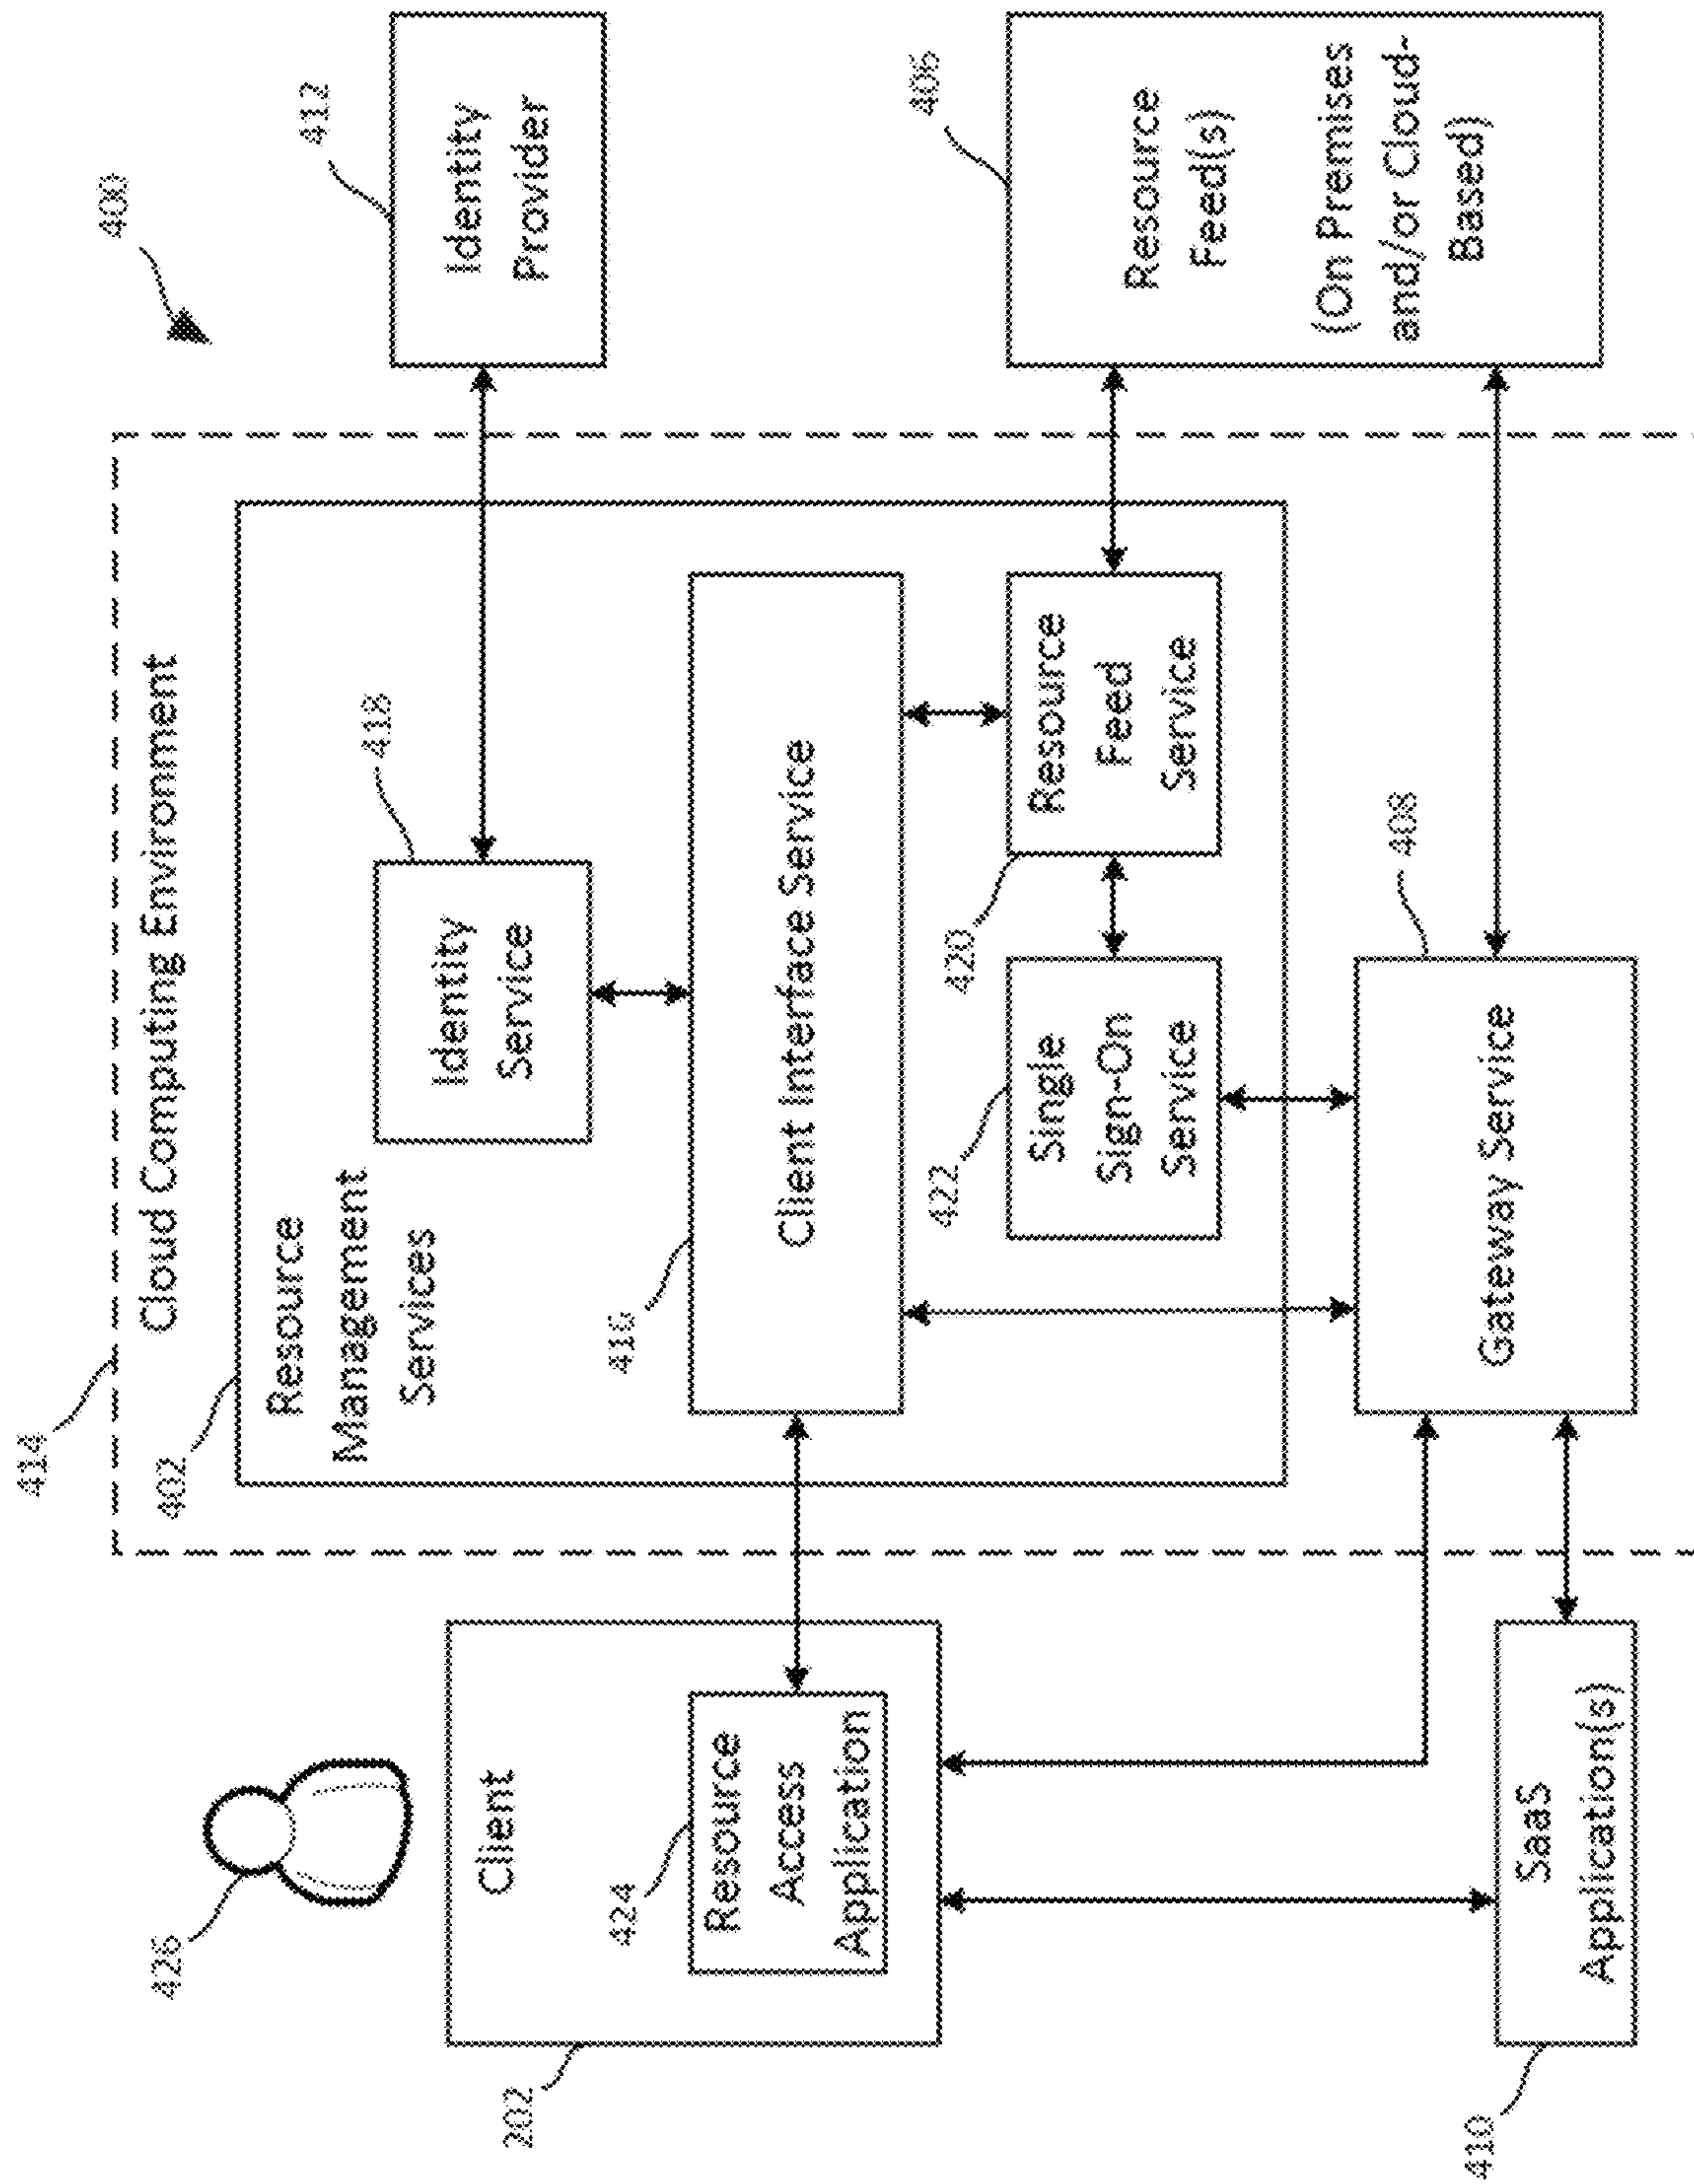 400
414
Cloud Computing Environment
402
Resource
Management
Services
426
412
Identity
Provider
418
Identity
Service
202
Client
424
Resource
Access
Application
416
Client Interface Service
406
Resource
Feed(s)
(On Premises
and/or Cloud-
Based)
422
Single
Sign-On
Service
420
Resource
Feed
Service
408
Gateway Service
410
SaaS
Application(s)